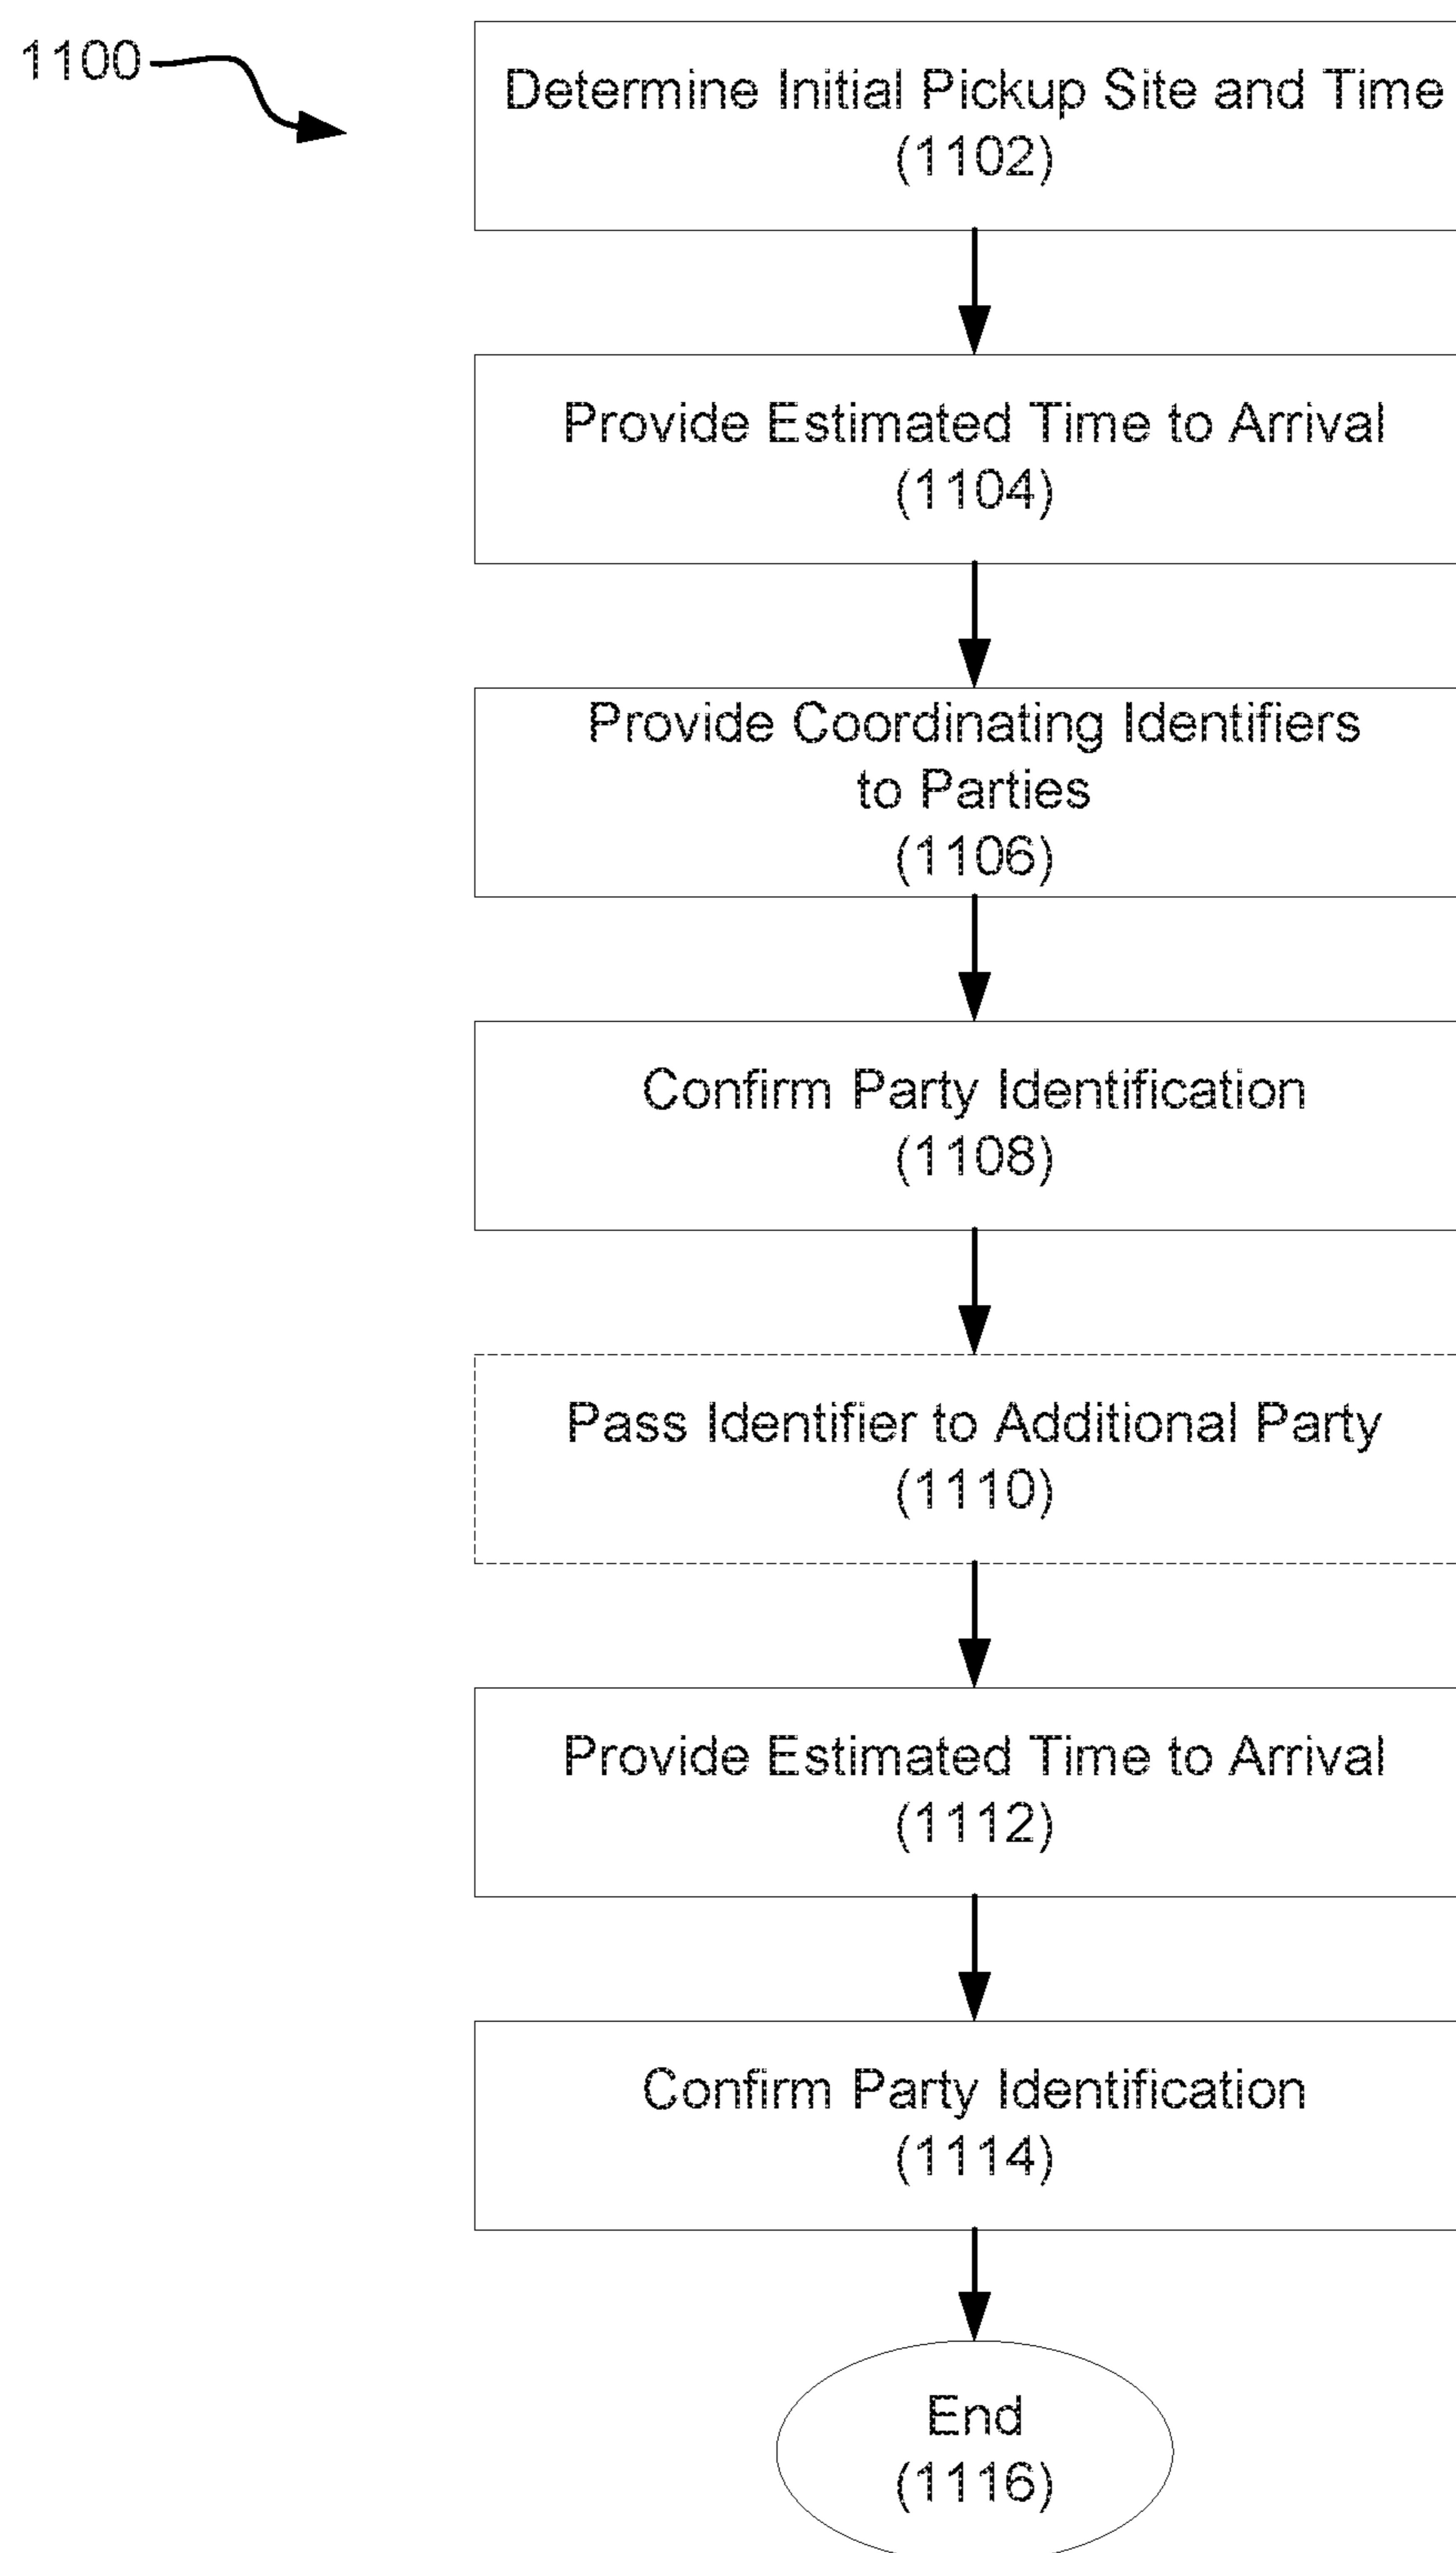 1100
Determine Initial Pickup Site and Time
(1102)
Provide Estimated Time to Arrival
(1104)
Provide Coordinating Identifiers
to Parties
(1106)
Confirm Party Identification
(1108)
Pass Identifier to Additional Party
(1110)
Provide Estimated Time to Arrival
(1112)
Confirm Party Identification
(1114)
End
(1116)